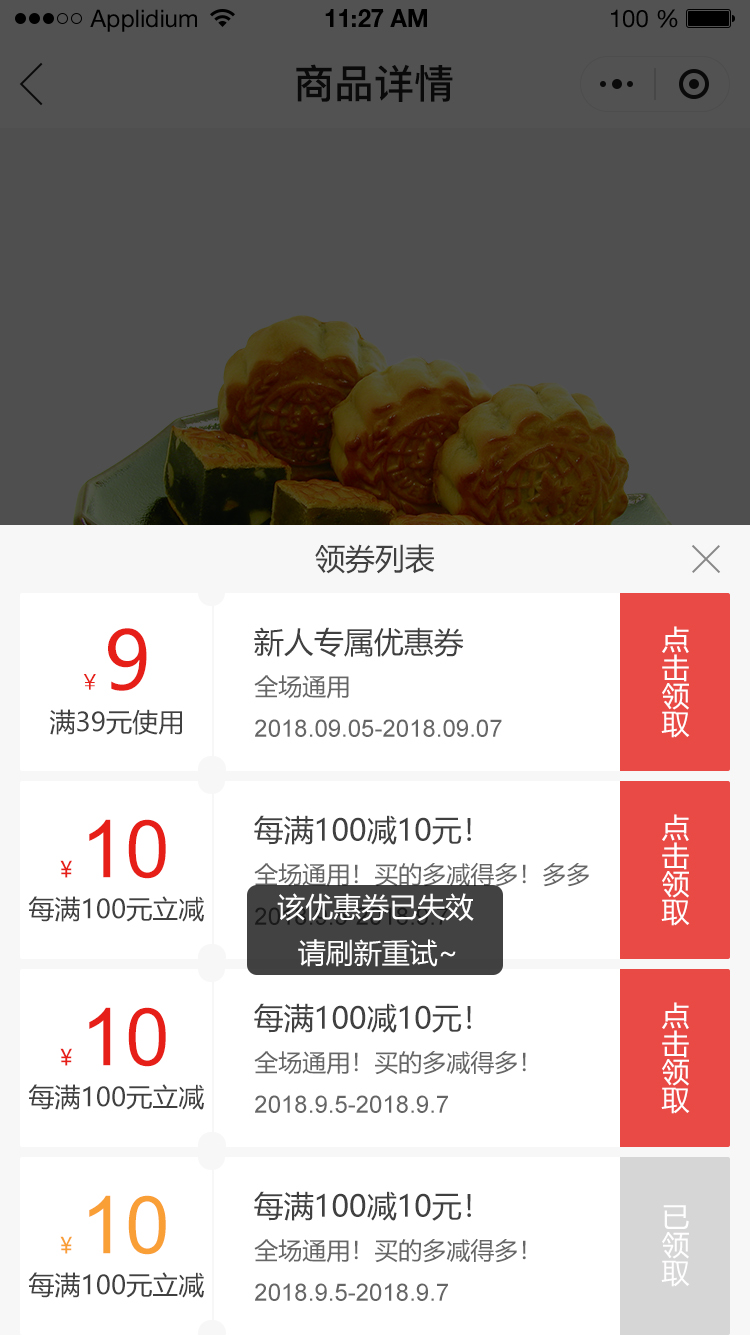 Applidium 11:27 AM 100 %
商品详情
领券列表
¥ 9
满39元使用
新人专属优惠券
全场通用
2018.09.05-2018.09.07
点击领取
¥ 10
每满100元立减
每满100减10元！
全场通用！买的多减得多！多多
2018.9.5-2018.9.7
点击领取
该优惠券已失效
请刷新重试~
¥ 10
每满100元立减
每满100减10元！
全场通用！买的多减得多！
2018.9.5-2018.9.7
点击领取
¥ 10
每满100元立减
每满100减10元！
全场通用！买的多减得多！
2018.9.5-2018.9.7
已领取